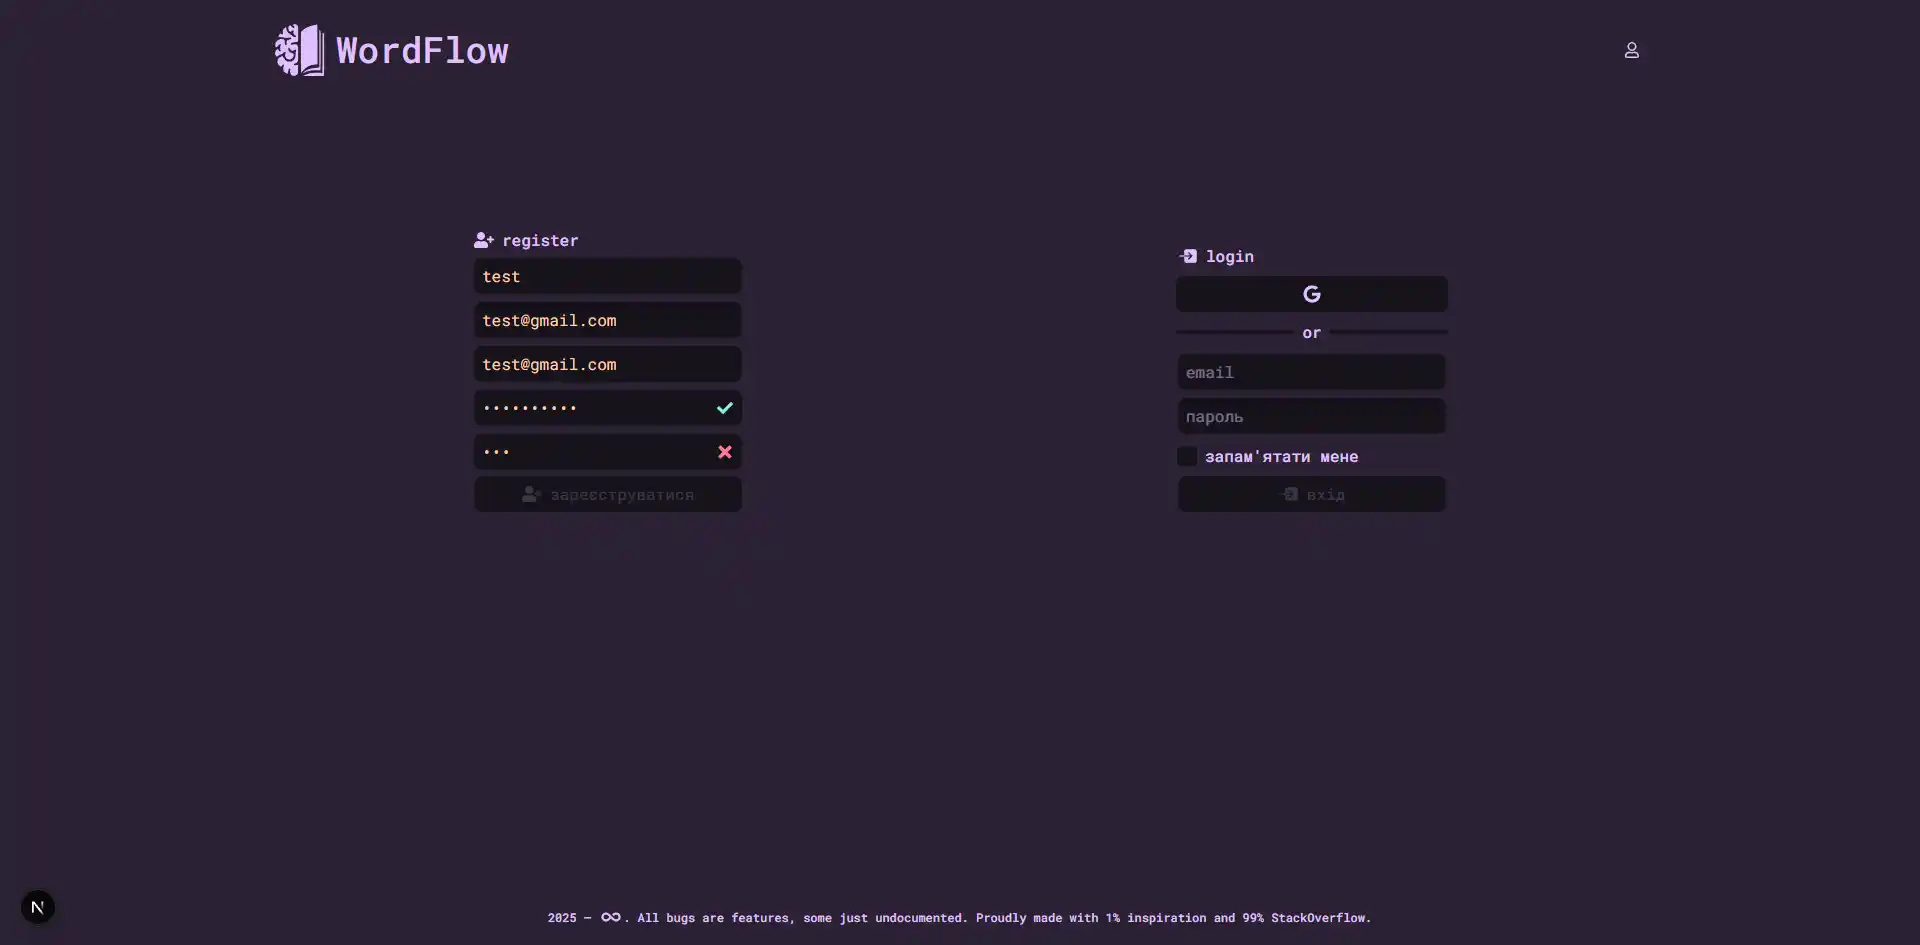 WordFlow
register
test
test@gmail.com
test@gmail.com
••••••••••
•••
зареєструватися
login
G
or
email
пароль
запам'ятати мене
вхід
N
2025 – ∞. All bugs are features, some just undocumented. Proudly made with 1% inspiration and 99% StackOverflow.